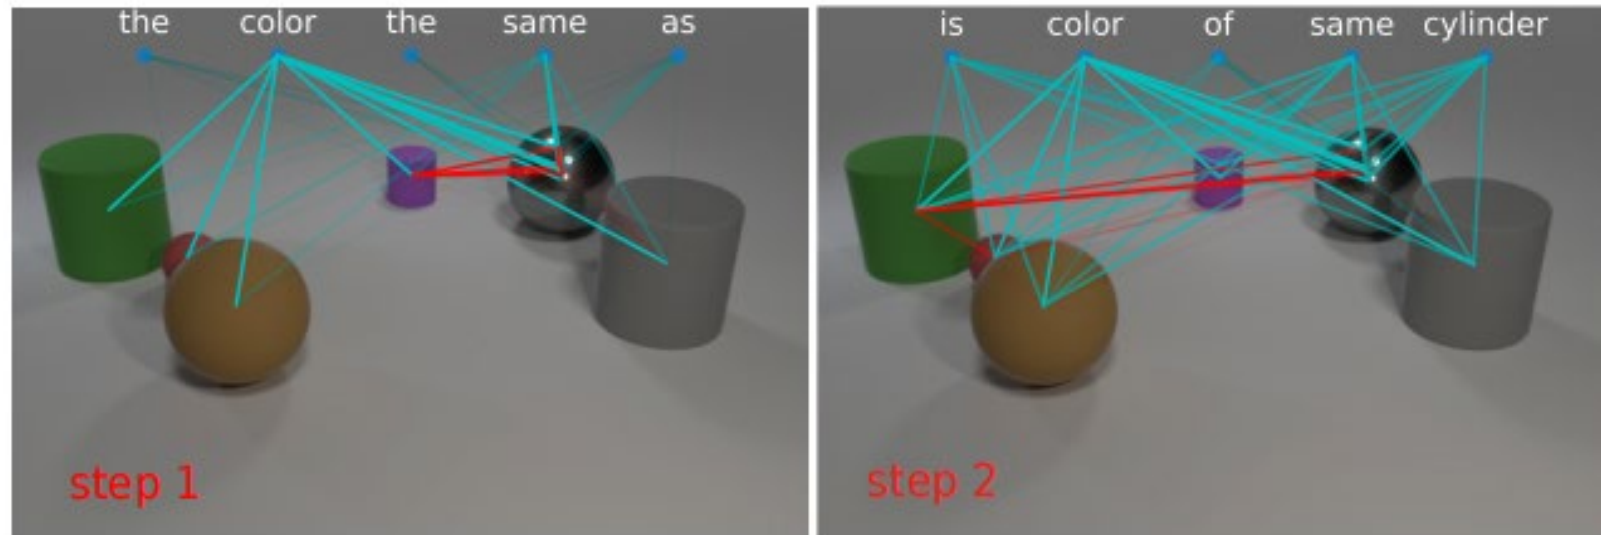 the color the same as
is color of same cylinder
step 1
step 2